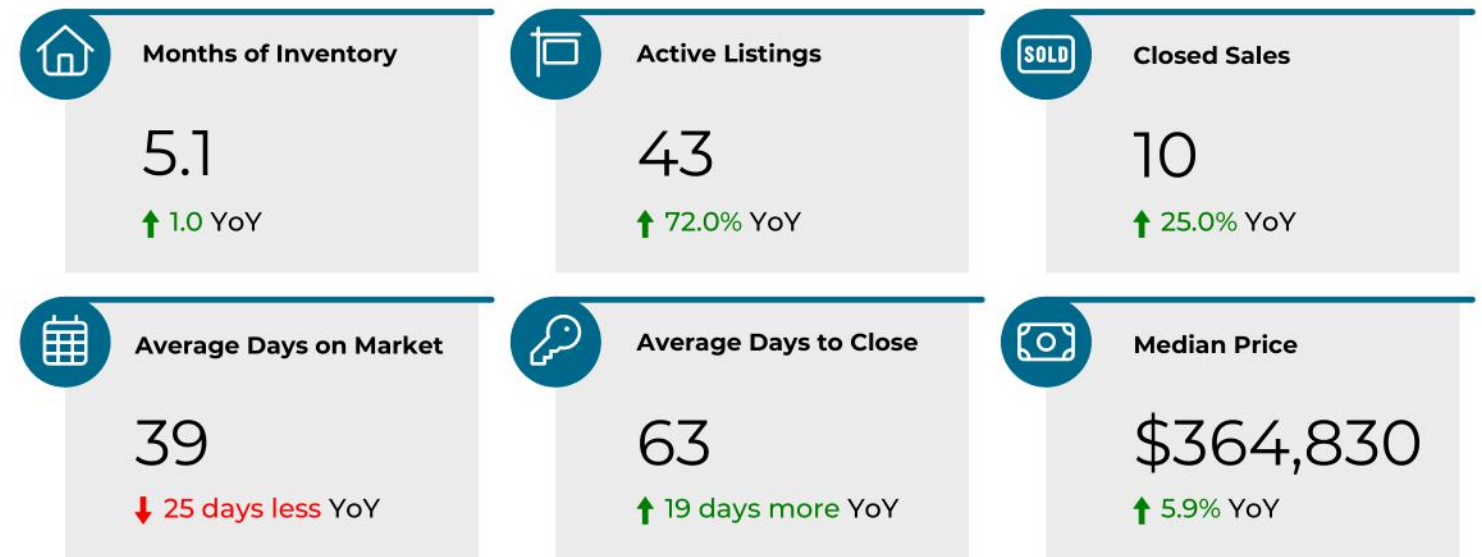 Months of Inventory
5.1
↑ 1.0 YoY
Active Listings
43
↑ 72.0% YoY
SOLD
Closed Sales
10
↑ 25.0% YoY
Average Days on Market
39
↓ 25 days less YoY
Average Days to Close
63
↑ 19 days more YoY
Median Price
$364,830
↑ 5.9% YoY